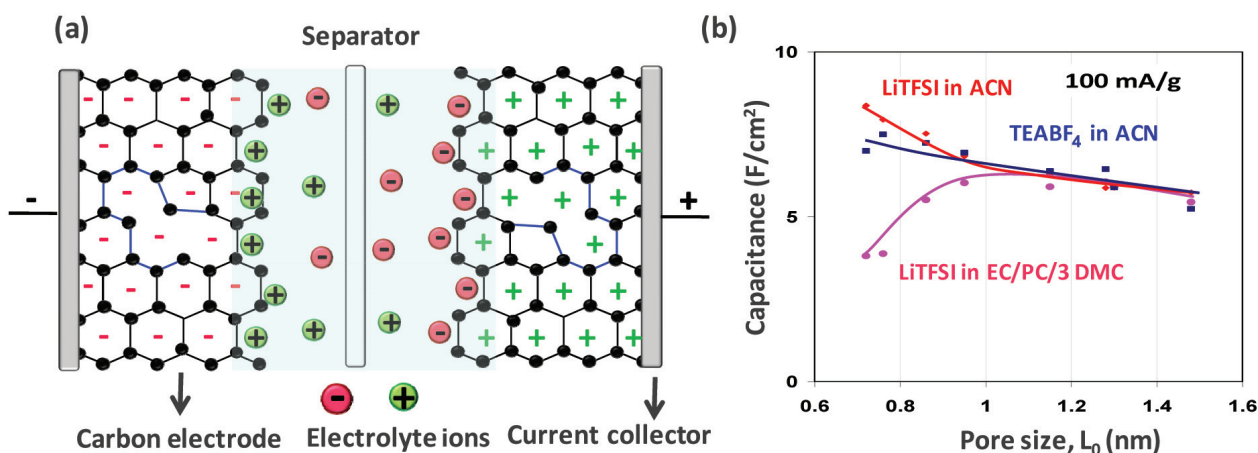 (a)
Separator
-
+
Carbon electrode
Electrolyte ions
Current collector
(b)
100 mA/g
LiTFSI in ACN
TEABF₄ in ACN
LiTFSI in EC/PC/3 DMC
Capacitance (F/cm²)
10
5
0
0.6 0.8 1 1.2 1.4 1.6
Pore size, L₀ (nm)